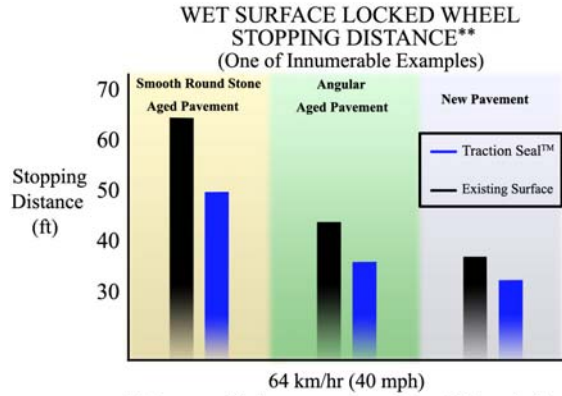 WET SURFACE LOCKED WHEEL
STOPPING DISTANCE**
(One of Innumerable Examples)
Smooth Round Stone
Aged Pavement
Angular
Aged Pavement
New Pavement
Traction Seal™
Existing Surface
Stopping
Distance
(ft)
70
60
50
40
30
64 km/hr (40 mph)